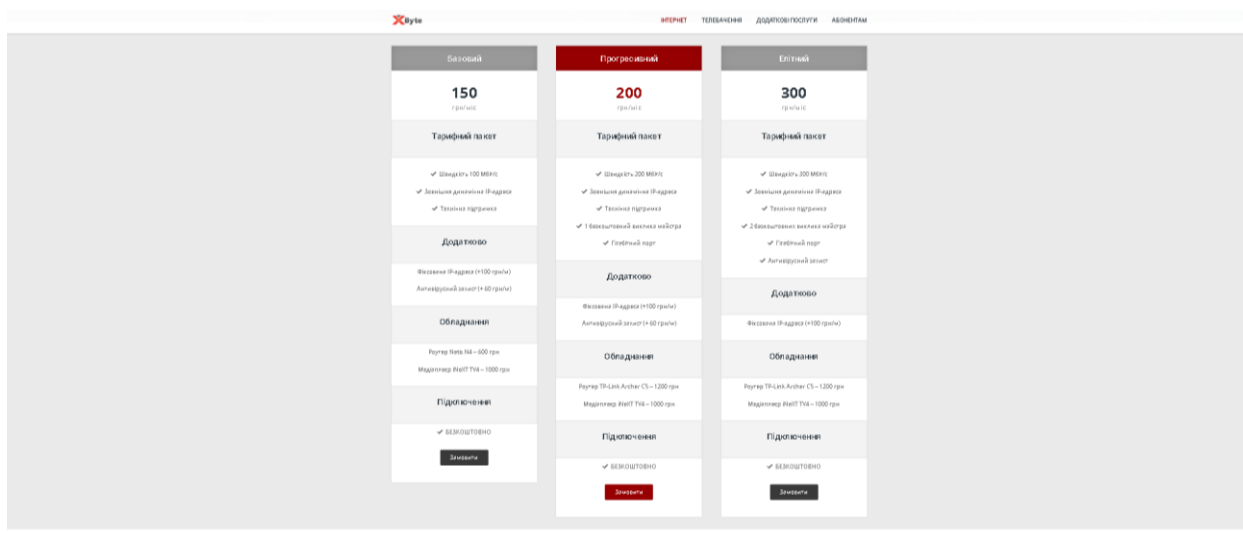 XByte
ІНТЕРНЕТ ТЕЛЕБАЧЕННЯ ДОДАТКОВІ ПОСЛУГИ АБОНЕНТАМ
Базовий
150
грн/міс
Тарифний пакет
✔ Швидкість 100 Мбіт/с
✔ Зовнішня динамічна IP-адреса
✔ Технічна підтримка
Додатково
Фіксована IP-адреса (+100 грн/м)
Антивірусний захист (+ 60 грн/м)
Обладнання
Роутер Netis N4 – 600 грн
Медіаплеєр iNeXT TV4 – 1000 грн
Підключення
✔ БЕЗКОШТОВНО
Замовити
Прогресивний
200
грн/міс
Тарифний пакет
✔ Швидкість 200 Мбіт/с
✔ Зовнішня динамічна IP-адреса
✔ Технічна підтримка
✔ 1 безкоштовний виклик майстра
✔ Гігабітний порт
Додатково
Фіксована IP-адреса (+100 грн/м)
Антивірусний захист (+ 60 грн/м)
Обладнання
Роутер TP-Link Archer C5 – 1200 грн
Медіаплеєр iNeXT TV4 – 1000 грн
Підключення
✔ БЕЗКОШТОВНО
Замовити
Елітний
300
грн/міс
Тарифний пакет
✔ Швидкість 300 Мбіт/с
✔ Зовнішня динамічна IP-адреса
✔ Технічна підтримка
✔ 2 безкоштовних виклики майстра
✔ Гігабітний порт
✔ Антивірусний захист
Додатково
Фіксована IP-адреса (+100 грн/м)
Обладнання
Роутер TP-Link Archer C5 – 1200 грн
Медіаплеєр iNeXT TV4 – 1000 грн
Підключення
✔ БЕЗКОШТОВНО
Замовити